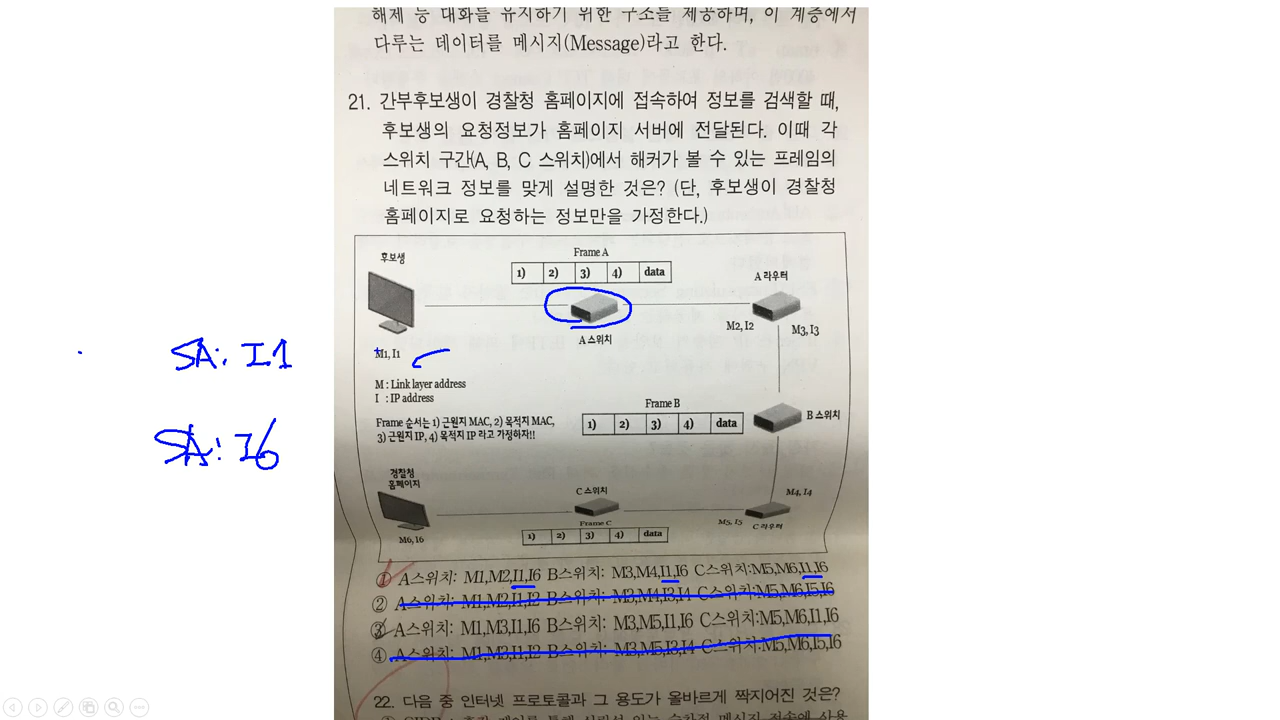 해제 등 대화들 유지하기 위한 구조들 제공하며, 이 계층에서
다루는 데이터를 메시지(Message)라고 한다.
21. 간부후보생이 경찰청 홈페이지에 접속하여 정보를 검색할 때,
후보생의 요청정보가 홈페이지 서버에 전달된다. 이때 각
스위치 구간(A, B, C 스위치)에서 해커가 볼 수 있는 프레임의
네트워크 정보를 맞게 설명한 것은? (단, 후보생이 경찰청
홈페이지로 요청하는 정보만을 가정한다.)
후보생
Frame A
1) 2) 3) 4) data
A 라우터
A 스위치
M2, I2
M3, I3
M1, I1
SA: I1
M : Link layer address
I : IP address
Frame B
Frame 순서는 1) 근원지 MAC, 2) 목적지 MAC,
3) 근원지 IP, 4) 목적지 IP 라고 가정하자!!
1) 2) 3) 4) data
B 스위치
SA: I6
경찰청
홈페이지
C 스위치
M4, I4
M5, I5
C 라우터
Frame C
1) 2) 3) 4) data
M6, I6
① A스위치: M1,M2,I1,I6 B스위치: M3,M4,I1,I6 C스위치:M5,M6,I1,I6
② A스위치: M1,M2,I1,I2 B스위치: M3,M4,I3,I4 C스위치:M5,M6,I5,I6
③ A스위치: M1,M3,I1,I6 B스위치: M3,M5,I1,I6 C스위치:M5,M6,I1,I6
④ A스위치: M1,M3,I1,I2 B스위치: M3,M5,I3,I4 C스위치:M5,M6,I5,I6
22. 다음 중 인터넷 프로토콜과 그 용도가 올바르게 짝지어진 것은?